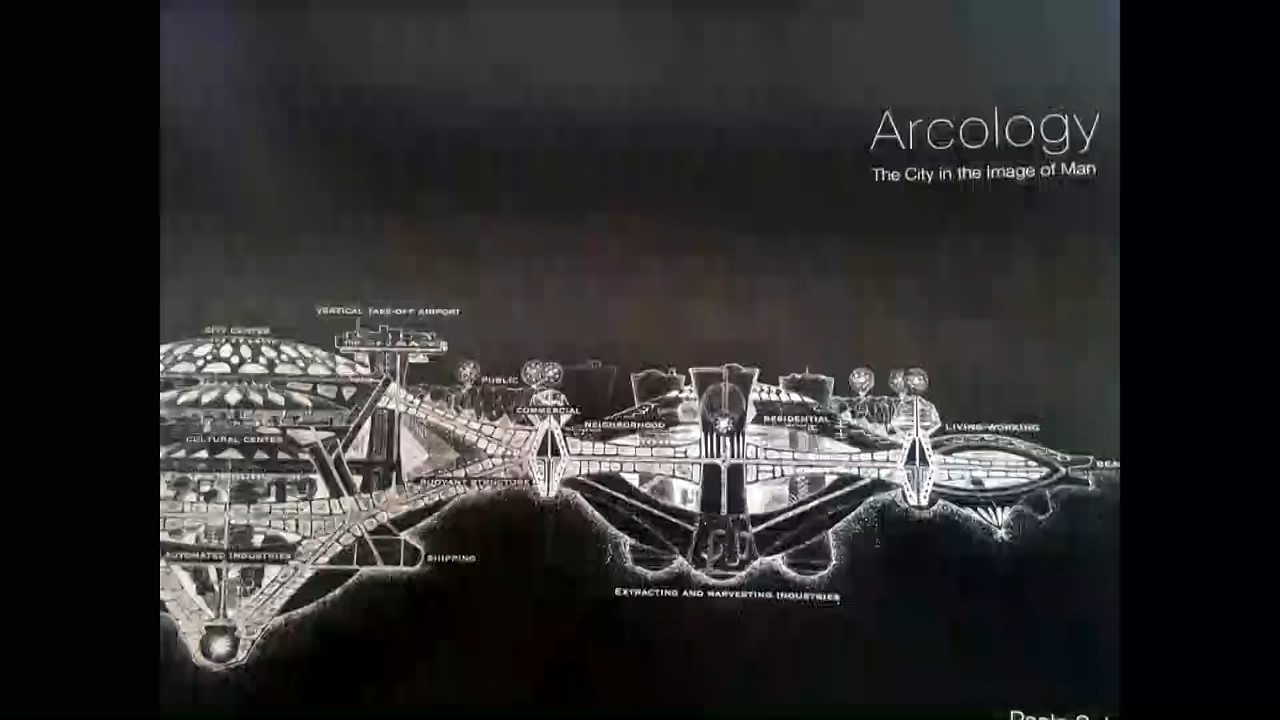 Arcology
The City in the Image of Man
VERTICAL TAKE-OFF AIRPORT
CITY CENTER
PUBLIC
COMMERCIAL
NEIGHBORHOOD
RESIDENTIAL
LIVING-WORKING
CULTURAL CENTER
BUOYANT STRUCTURE
AUTOMATED INDUSTRIES
SHIPPING
EXTRACTING AND HARVESTING INDUSTRIES